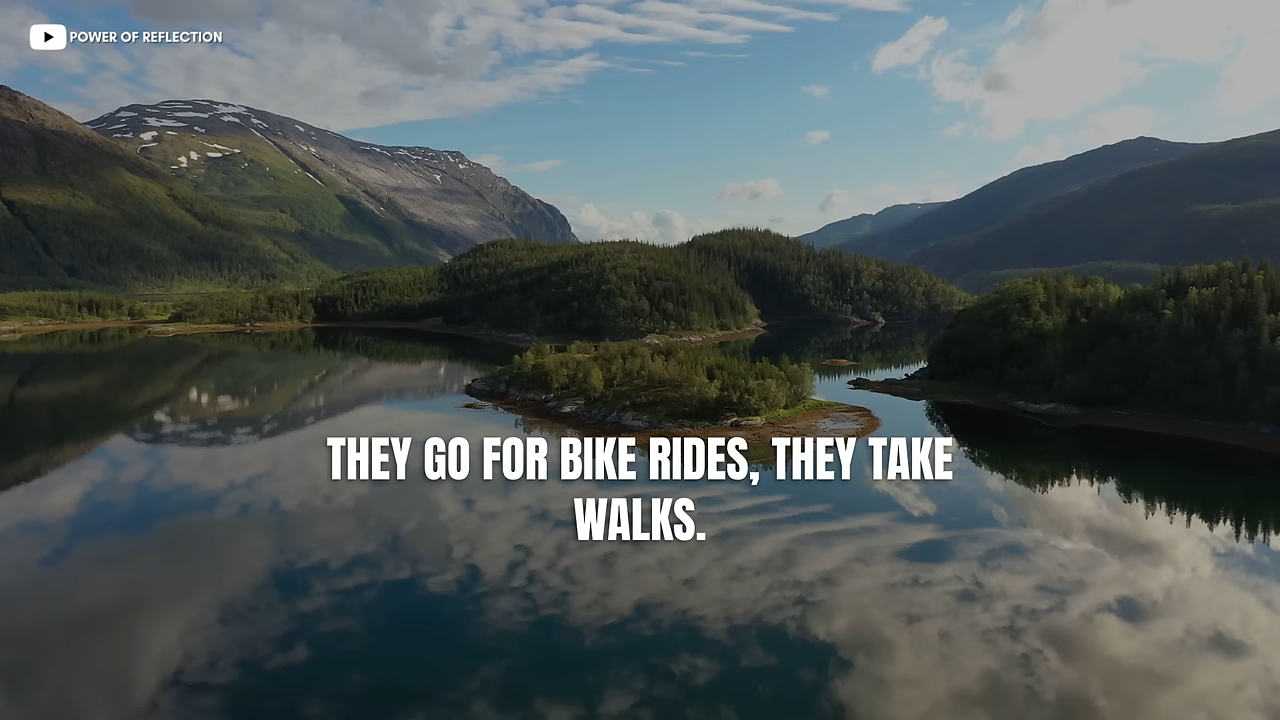 POWER OF REFLECTION
THEY GO FOR BIKE RIDES, THEY TAKE
WALKS.